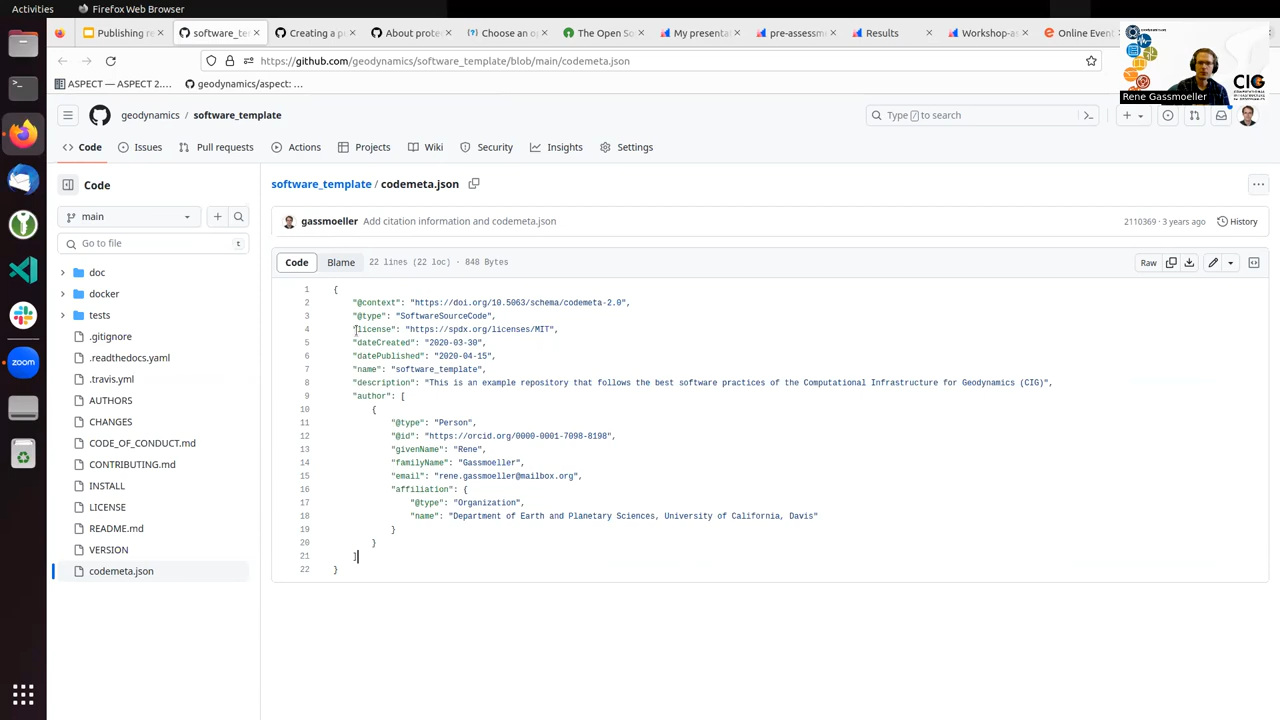 Activities
Firefox Web Browser
Publishing re
software_te
Creating a p
About prote
Choose an op
The Open So
My presenta
pre-assessm
Results
Workshop-as
Online Event
https://github.com/geodynamics/software_template/blob/main/codemeta.json
ASPECT — ASPECT 2....
geodynamics/aspect: ...
Rene Gassmoeller
CIG
geodynamics / software_template
Type / to search
Code
Issues
Pull requests
Actions
Projects
Wiki
Security
Insights
Settings
Code
main
Go to file
t
doc
docker
tests
.gitignore
.readthedocs.yaml
.travis.yml
AUTHORS
CHANGES
CODE_OF_CONDUCT.md
CONTRIBUTING.md
INSTALL
LICENSE
README.md
VERSION
codemeta.json
software_template / codemeta.json
gassmoeller Add citation information and codemeta.json
2110369 · 3 years ago
History
Code
Blame
22 lines (22 loc) · 848 Bytes
Raw
1 {
2 "@context": "https://doi.org/10.5063/schema/codemeta-2.0",
3 "@type": "SoftwareSourceCode",
4 "license": "https://spdx.org/licenses/MIT",
5 "dateCreated": "2020-03-30",
6 "datePublished": "2020-04-15",
7 "name": "software_template",
8 "description": "This is an example repository that follows the best software practices of the Computational Infrastructure for Geodynamics (CIG)",
9 "author": [
10 {
11 "@type": "Person",
12 "@id": "https://orcid.org/0000-0001-7098-8198",
13 "givenName": "Rene",
14 "familyName": "Gassmoeller",
15 "email": "rene.gassmoeller@mailbox.org",
16 "affiliation": {
17 "@type": "Organization",
18 "name": "Department of Earth and Planetary Sciences, University of California, Davis"
19 }
20 }
21 ]
22 }
zoom